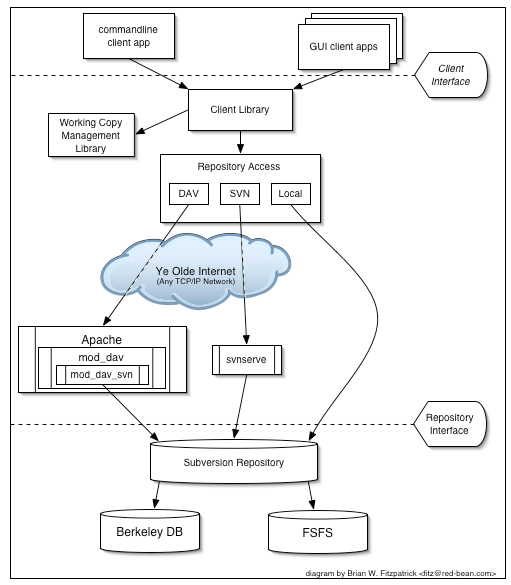 commandline
client app
GUI client apps
Client
Interface
Client Library
Working Copy
Management
Library
Repository Access
DAV
SVN
Local
Ye Olde Internet
(Any TCP/IP Network)
Apache
mod_dav
mod_dav_svn
svnserve
Repository
Interface
Subversion Repository
Berkeley DB
FSFS
diagram by Brian W. Fitzpatrick <fitz@red-bean.com>